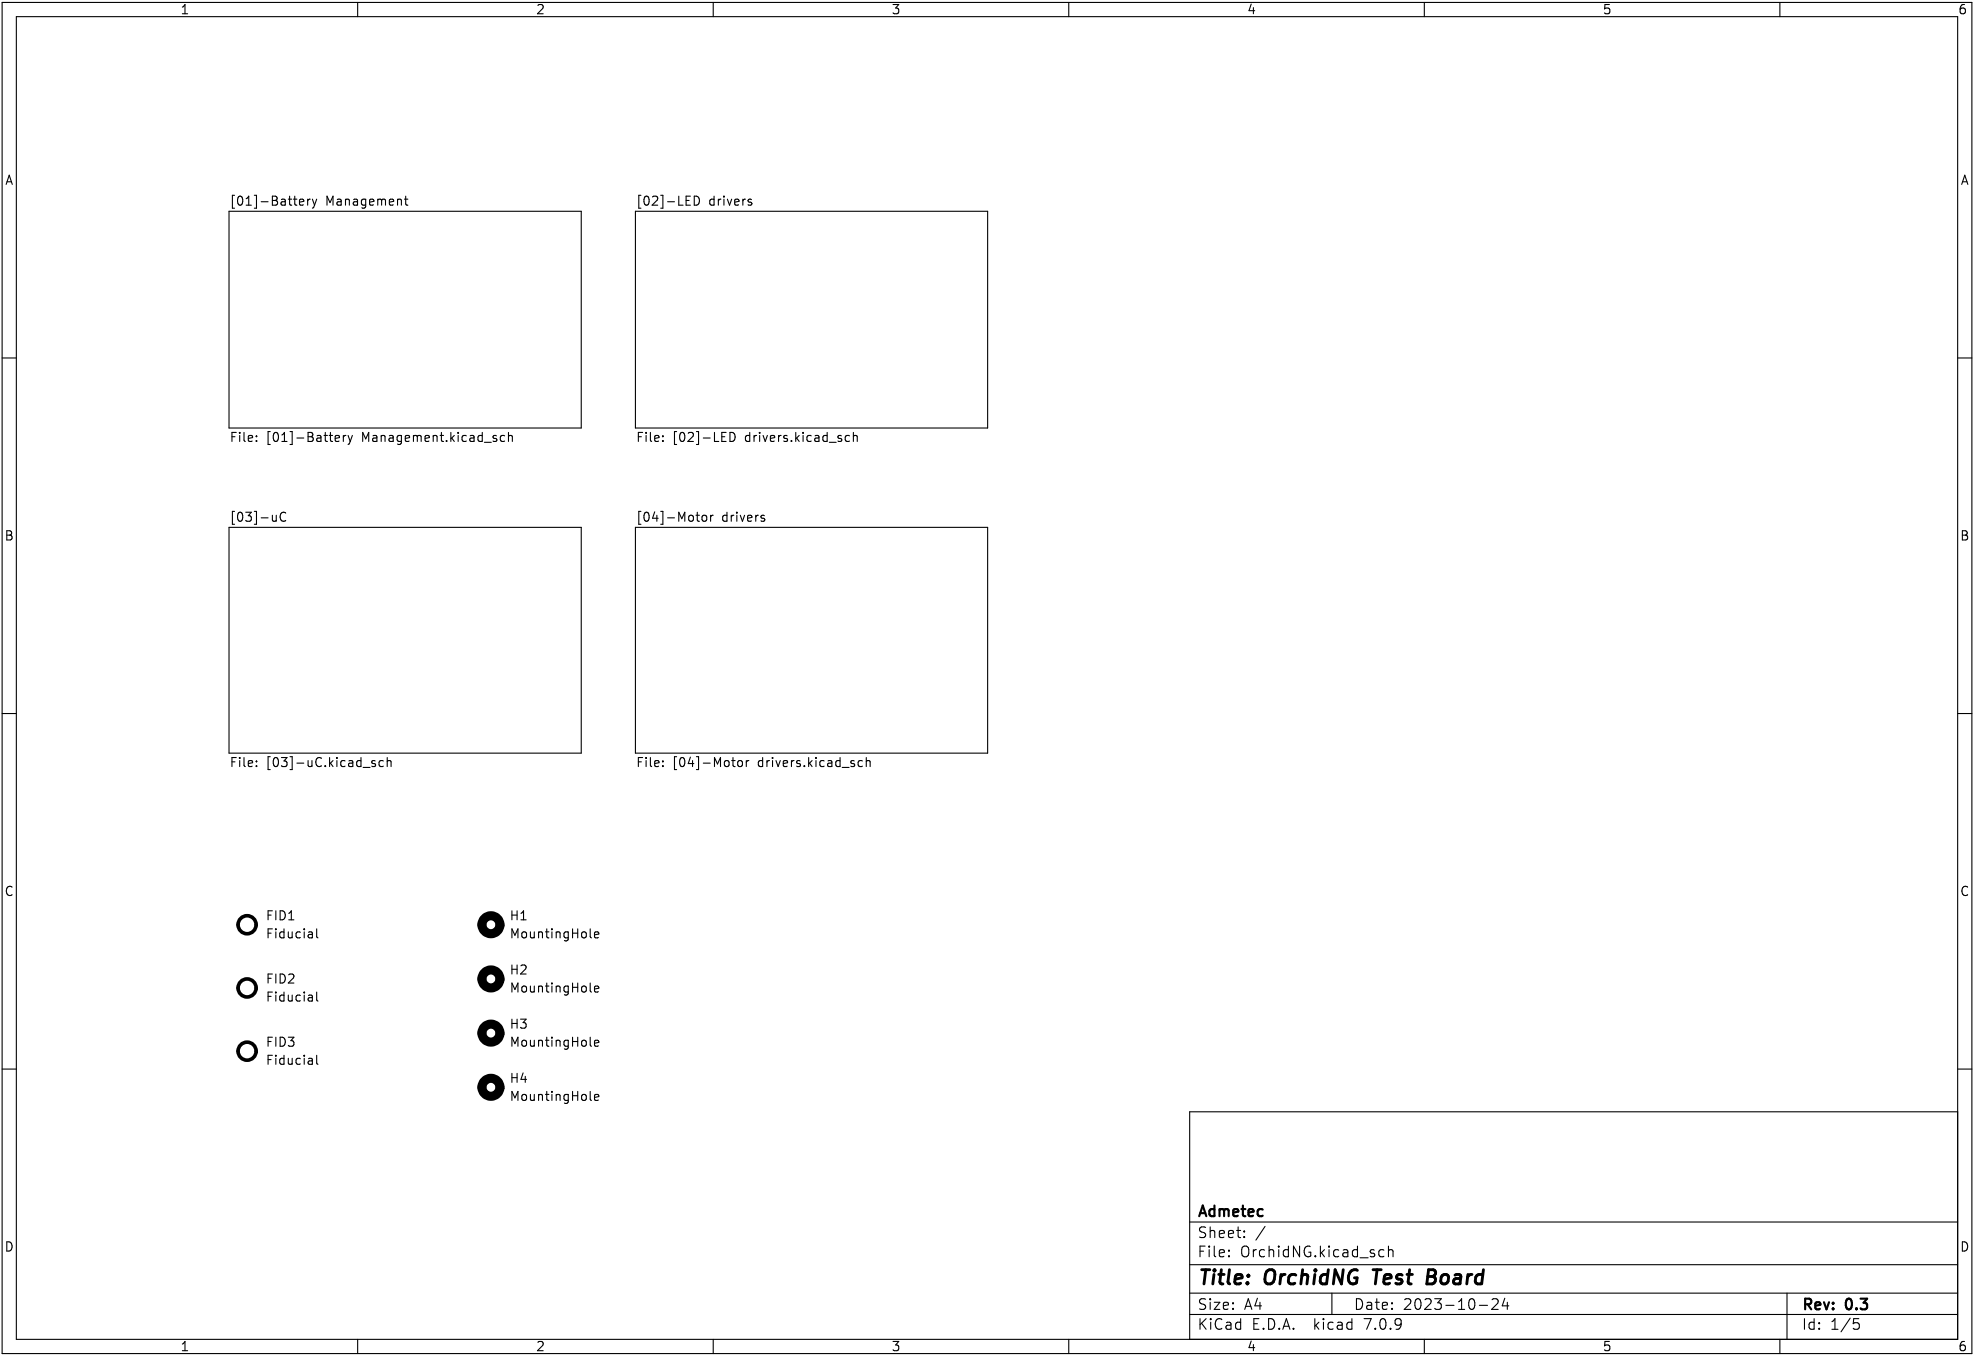 1 2 3 4 5 6
A A
[01]-Battery Management [02]-LED drivers
File: [01]-Battery Management.kicad_sch File: [02]-LED drivers.kicad_sch
[03]-uC [04]-Motor drivers
B B
File: [03]-uC.kicad_sch File: [04]-Motor drivers.kicad_sch
C C
FID1
Fiducial
FID2
Fiducial
FID3
Fiducial
H1
MountingHole
H2
MountingHole
H3
MountingHole
H4
MountingHole
Admetec
Sheet: /
File: OrchidNG.kicad_sch
D D
Title: OrchidNG Test Board
Size: A4 Date: 2023-10-24 Rev: 0.3
KiCad E.D.A. kicad 7.0.9 Id: 1/5
1 2 3 4 5 6